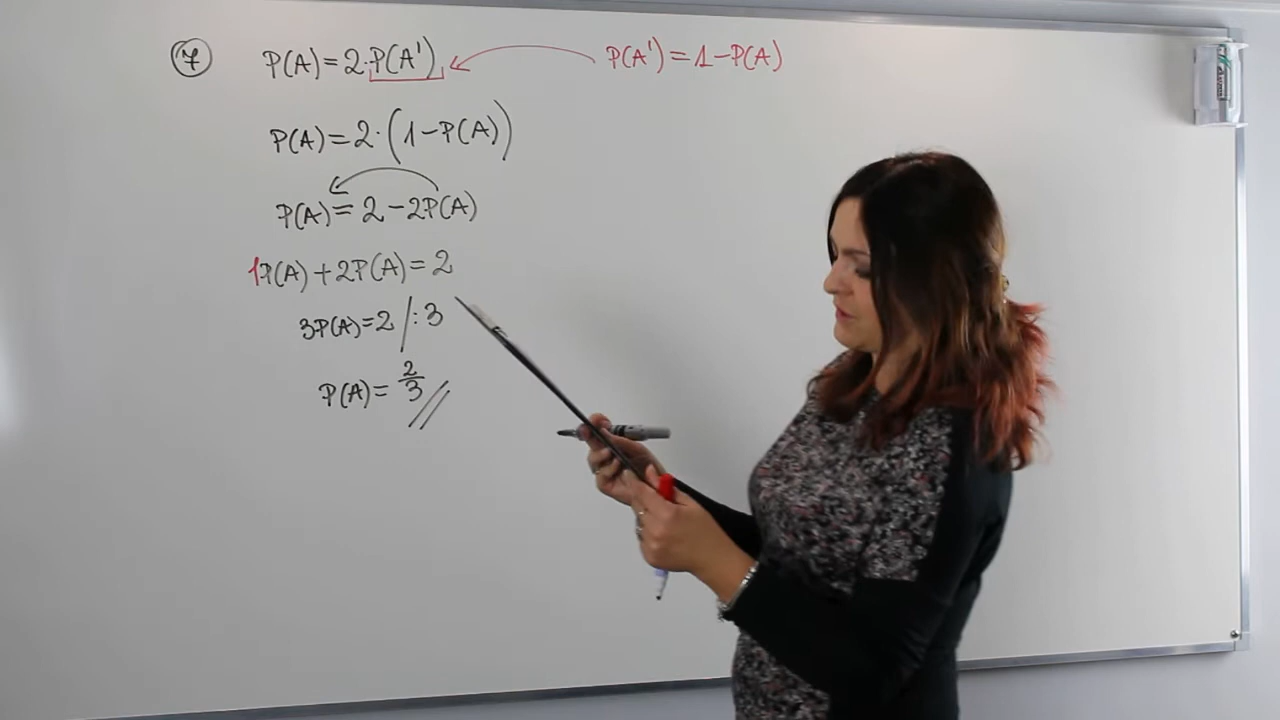 7 P(A) = 2·P(A') P(A') = 1 − P(A)
P(A) = 2·(1 − P(A))
P(A) = 2 − 2P(A)
1P(A) + 2P(A) = 2
3P(A) = 2 / : 3
P(A) = 2/3 //